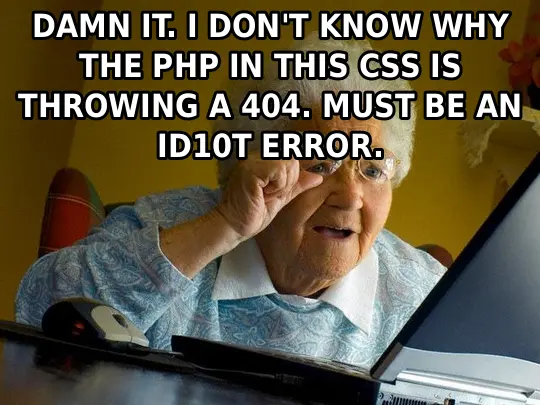 DAMN IT. I DON'T KNOW WHY
THE PHP IN THIS CSS IS
THROWING A 404. MUST BE AN
ID10T ERROR.